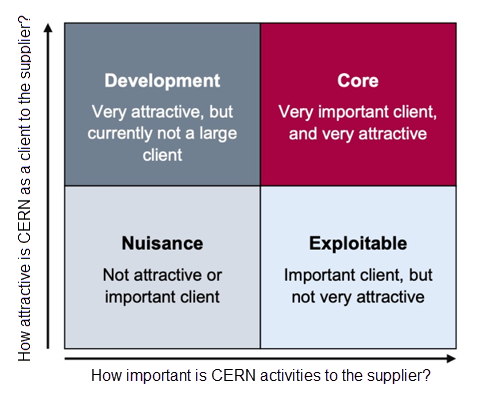 How attractive is CERN as a client to the supplier?
Development
Very attractive, but
currently not a large
client
Core
Very important client,
and very attractive
Nuisance
Not attractive or
important client
Exploitable
Important client, but
not very attractive
How important is CERN activities to the supplier?